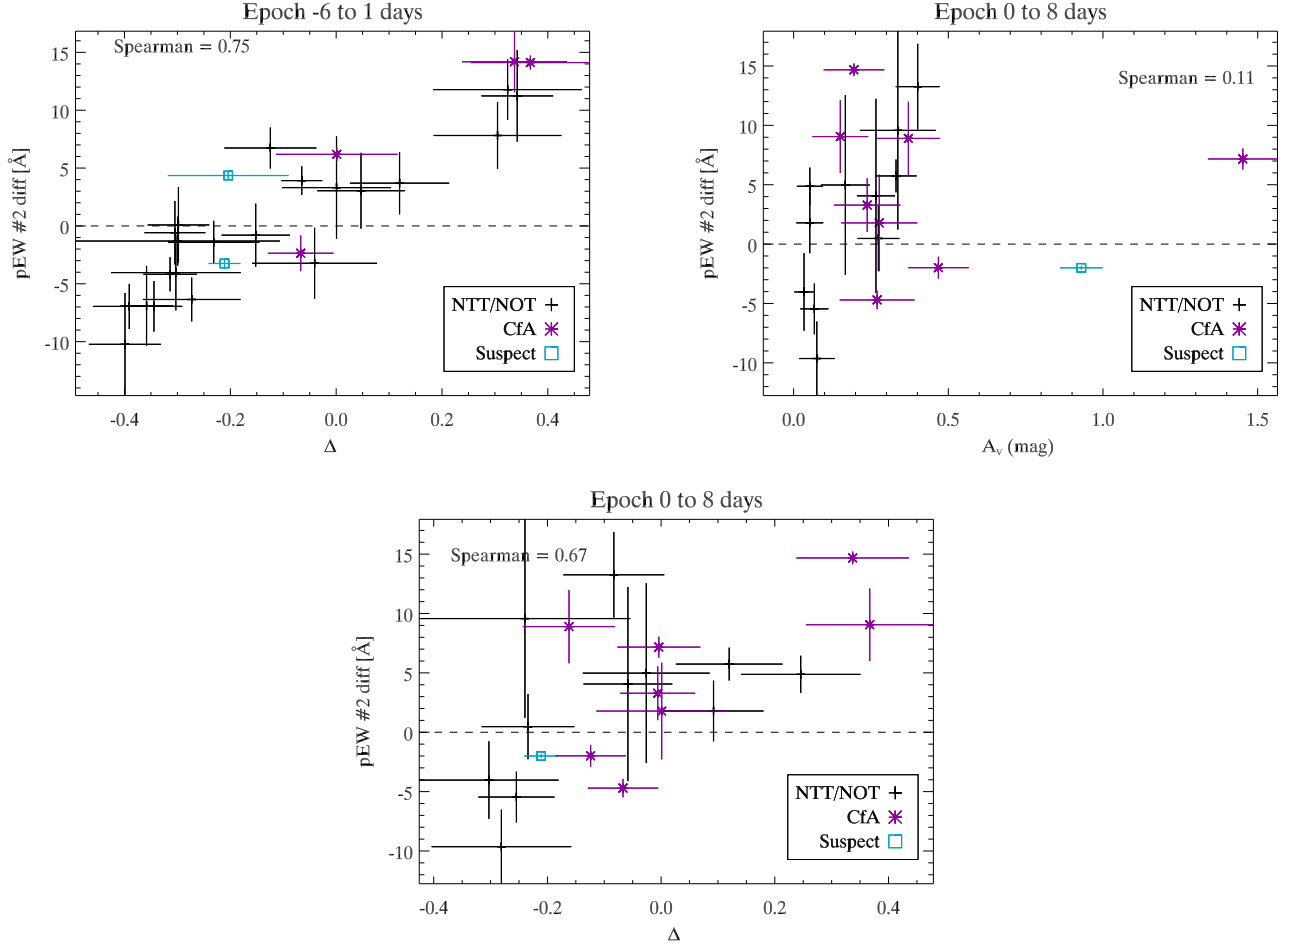 Epoch -6 to 1 days
Spearman = 0.75
15
10
5
0
-5
-10
pEW #2 diff [Å]
NTT/NOT
CfA
Suspect
-0.4
-0.2
0.0
0.2
0.4
Δ
Epoch 0 to 8 days
Spearman = 0.11
15
10
5
0
-5
-10
pEW #2 diff [Å]
NTT/NOT
CfA
Suspect
0.0
0.5
1.0
1.5
Av (mag)
Epoch 0 to 8 days
Spearman = 0.67
15
10
5
0
-5
-10
pEW #2 diff [Å]
NTT/NOT
CfA
Suspect
-0.4
-0.2
0.0
0.2
0.4
Δ